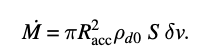 Ṁ = πR²_acc ρ_d0 S δv.